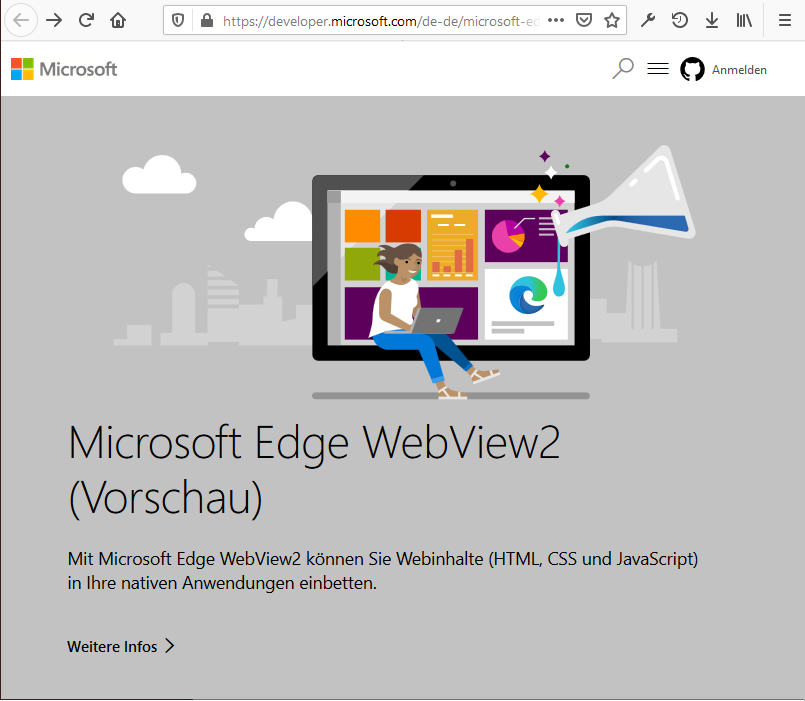 https://developer.microsoft.com/de-de/microsoft-ed
Microsoft
Anmelden
Microsoft Edge WebView2
(Vorschau)
Mit Microsoft Edge WebView2 können Sie Webinhalte (HTML, CSS und JavaScript)
in Ihre nativen Anwendungen einbetten.
Weitere Infos